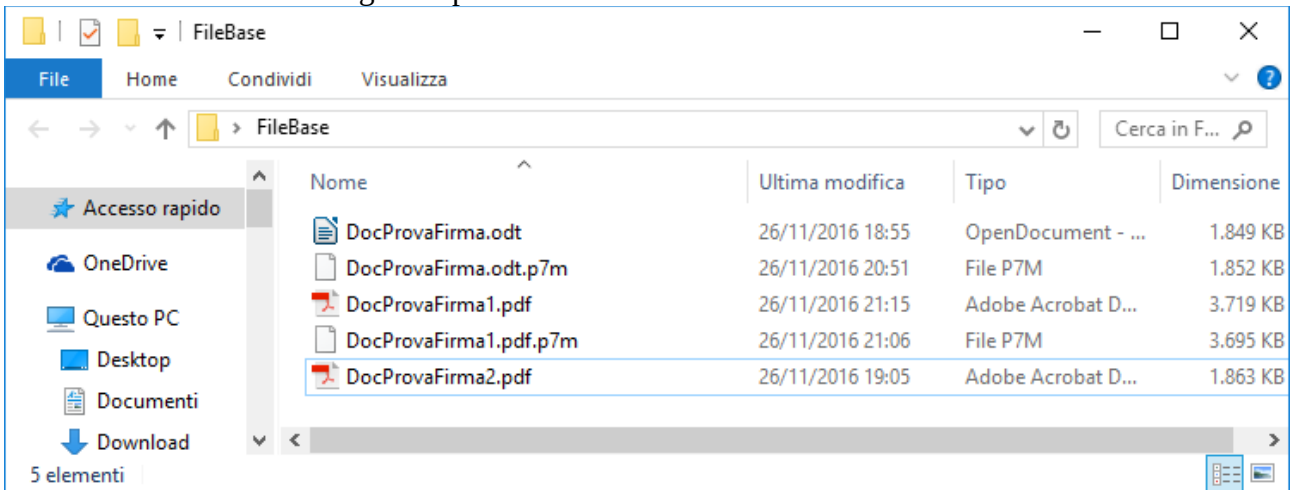 FileBase
File Home Condividi Visualizza
FileBase Cerca in F...
Nome Ultima modifica Tipo Dimensione
Accesso rapido
DocProvaFirma.odt 26/11/2016 18:55 OpenDocument - ... 1.849 KB
OneDrive
DocProvaFirma.odt.p7m 26/11/2016 20:51 File P7M 1.852 KB
DocProvaFirma1.pdf 26/11/2016 21:15 Adobe Acrobat D... 3.719 KB
Questo PC
DocProvaFirma1.pdf.p7m 26/11/2016 21:06 File P7M 3.695 KB
Desktop
DocProvaFirma2.pdf 26/11/2016 19:05 Adobe Acrobat D... 1.863 KB
Documenti
Download
5 elementi